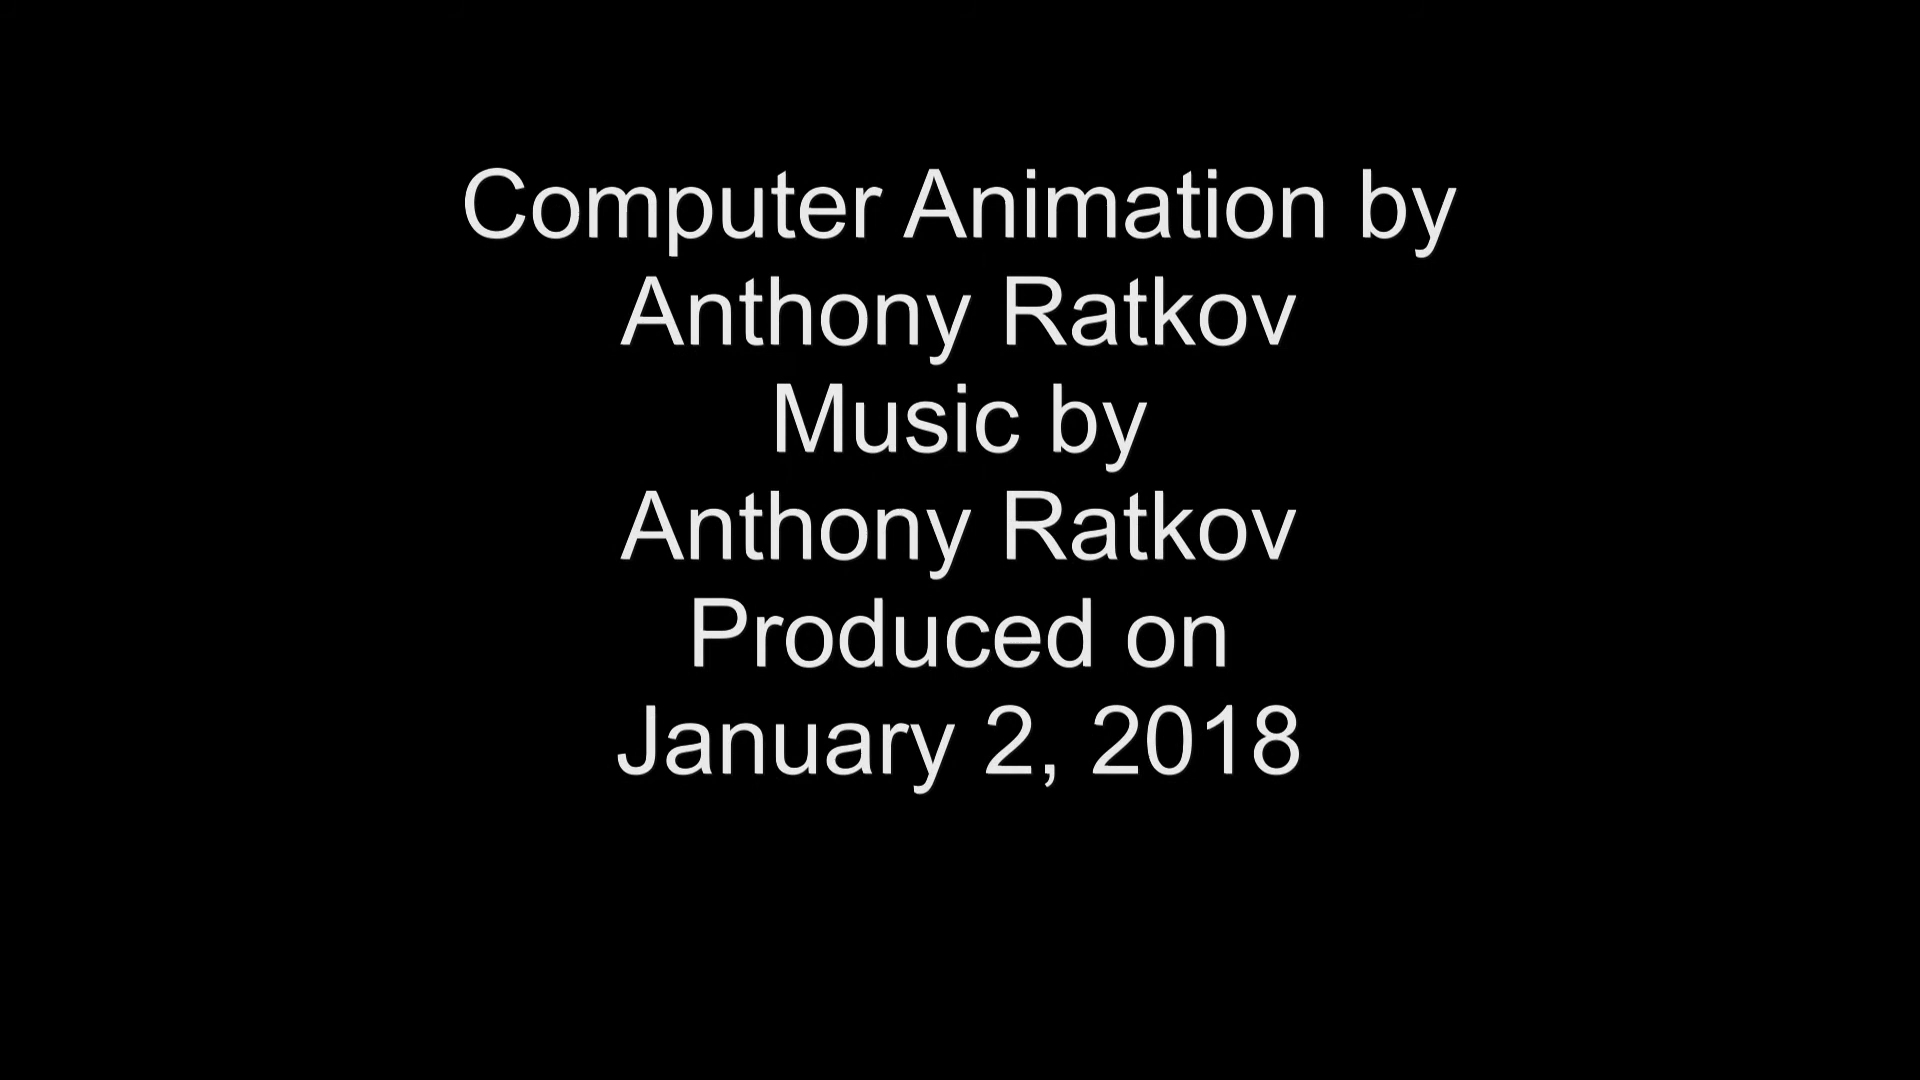 Computer Animation by
Anthony Ratkov
Music by
Anthony Ratkov
Produced on
January 2, 2018